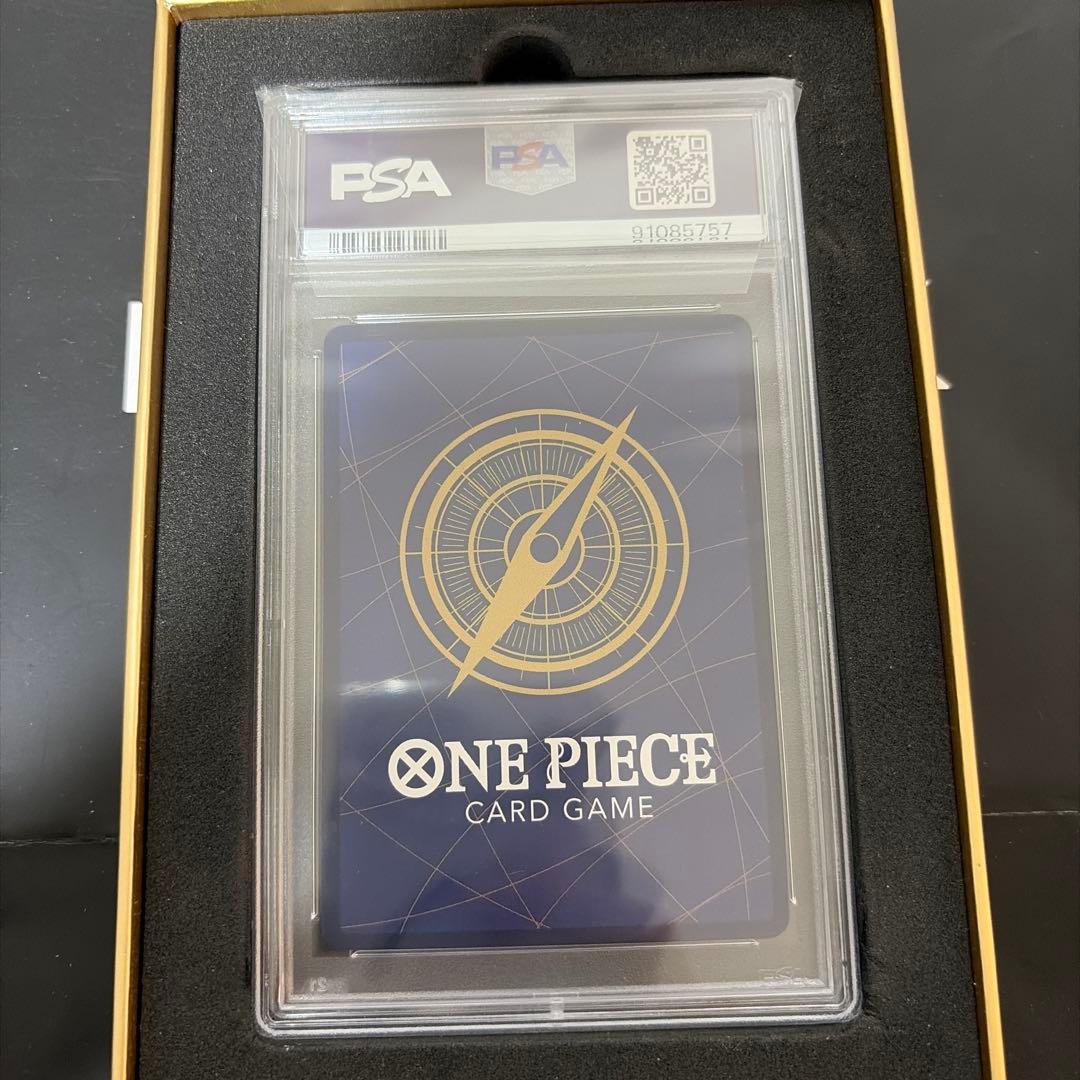 PSA
PSA
91085757
ONE PIECE
CARD GAME